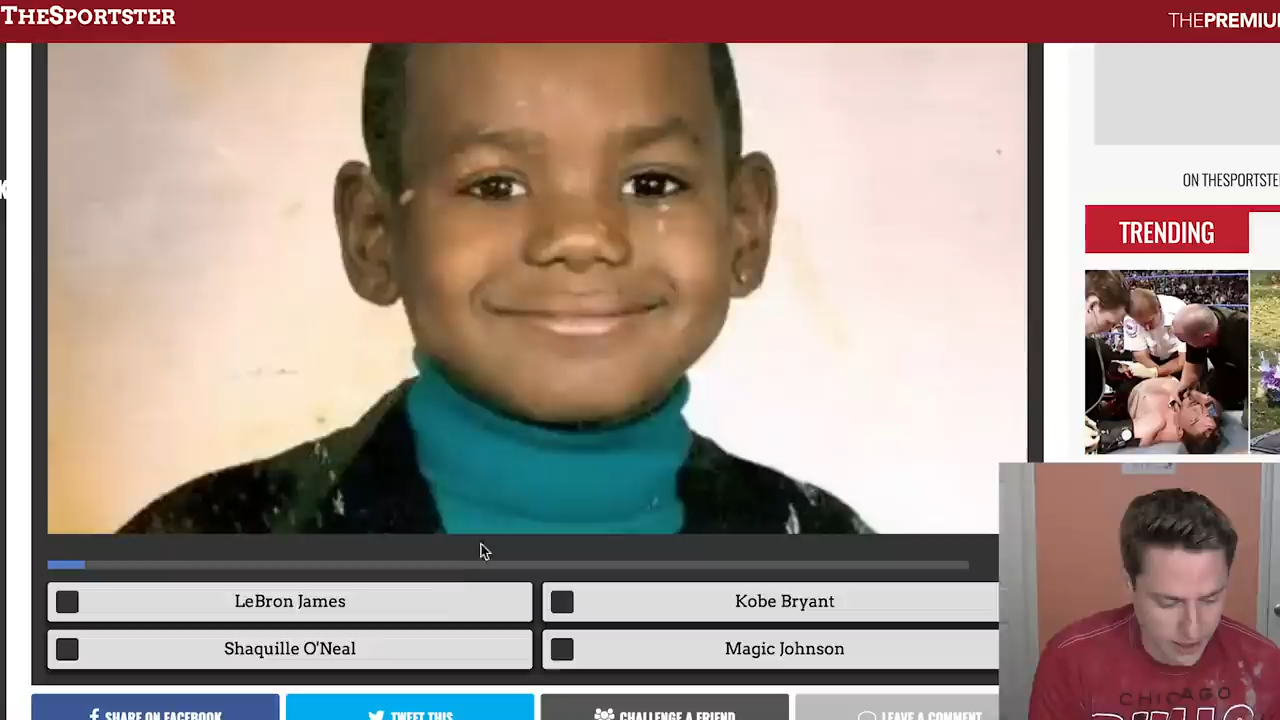 THESPORTSTER
THEPREMIU
K
ON THESPORTSTE
TRENDING
LeBron James
Kobe Bryant
Shaquille O'Neal
Magic Johnson
SHARE ON FACEBOOK
TWEET THIS
CHALLENGE A FRIEND
LEAVE A COMMENT
CHICAGO